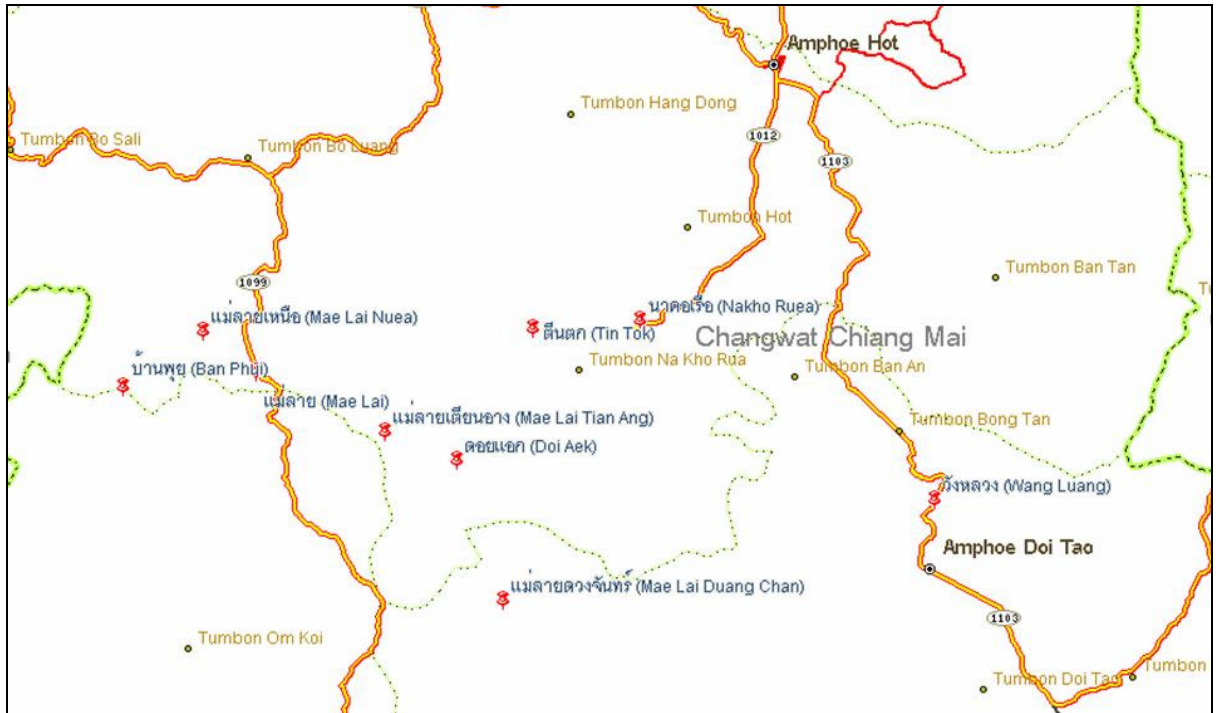 Amphoe Hot
Tumbon Hang Dong
1012
Tumbon Bo Sali
Tumbon Bo Luang
1103
Tumbon Hot
Tumbon Ban Tan
1099
แม่ลายเหนือ (Mae Lai Nuea)
นาคอเรือ (Nakho Ruea)
ตีนตก (Tin Tok)
Changwat Chiang Mai
บ้านพุย (Ban Phui)
Tumbon Na Kho Rua
Tumbon Ban An
แม่ลาย (Mae Lai)
แม่ลายเตียนอาง (Mae Lai Tian Ang)
Tumbon Bong Tan
ดอยแอก (Doi Aek)
วังหลวง (Wang Luang)
Amphoe Doi Tao
แม่ลายดวงจันทร์ (Mae Lai Duang Chan)
1103
Tumbon Om Koi
Tumbon Doi Tao
Tumbon